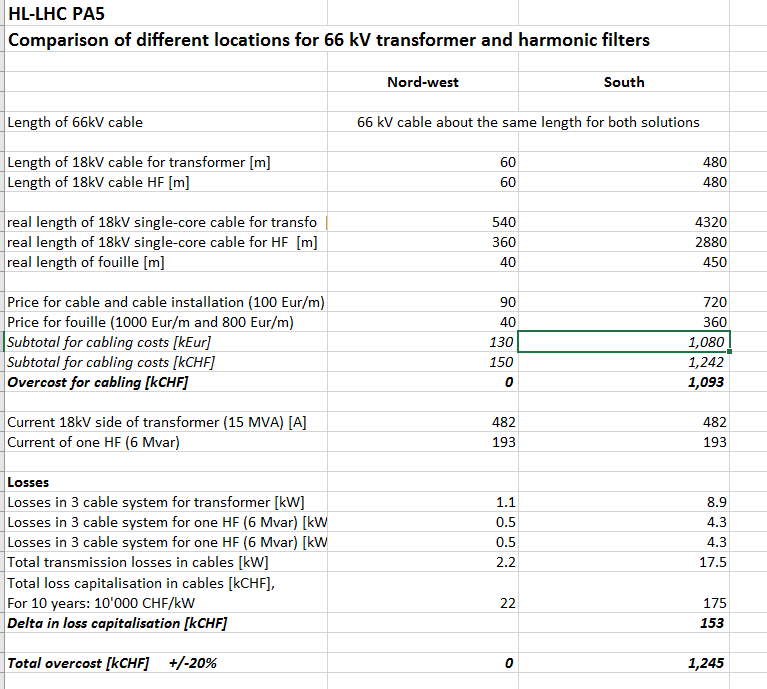 HL-LHC PA5
Comparison of different locations for 66 kV transformer and harmonic filters
Nord-west South
Length of 66kV cable 66 kV cable about the same length for both solutions
Length of 18kV cable for transformer [m] 60 480
Length of 18kV cable HF [m] 60 480
real length of 18kV single-core cable for transfo [ 540 4320
real length of 18kV single-core cable for HF [m] 360 2880
real length of fouille [m] 40 450
Price for cable and cable installation (100 Eur/m) 90 720
Price for fouille (1000 Eur/m and 800 Eur/m) 40 360
Subtotal for cabling costs [kEur] 130 1,080
Subtotal for cabling costs [kCHF] 150 1,242
Overcost for cabling [kCHF] 0 1,093
Current 18kV side of transformer (15 MVA) [A] 482 482
Current of one HF (6 Mvar) 193 193
Losses
Losses in 3 cable system for transformer [kW] 1.1 8.9
Losses in 3 cable system for one HF (6 Mvar) [kW 0.5 4.3
Losses in 3 cable system for one HF (6 Mvar) [kW 0.5 4.3
Total transmission losses in cables [kW] 2.2 17.5
Total loss capitalisation in cables [kCHF],
For 10 years: 10'000 CHF/kW 22 175
Delta in loss capitalisation [kCHF] 153
Total overcost [kCHF] +/-20% 0 1,245